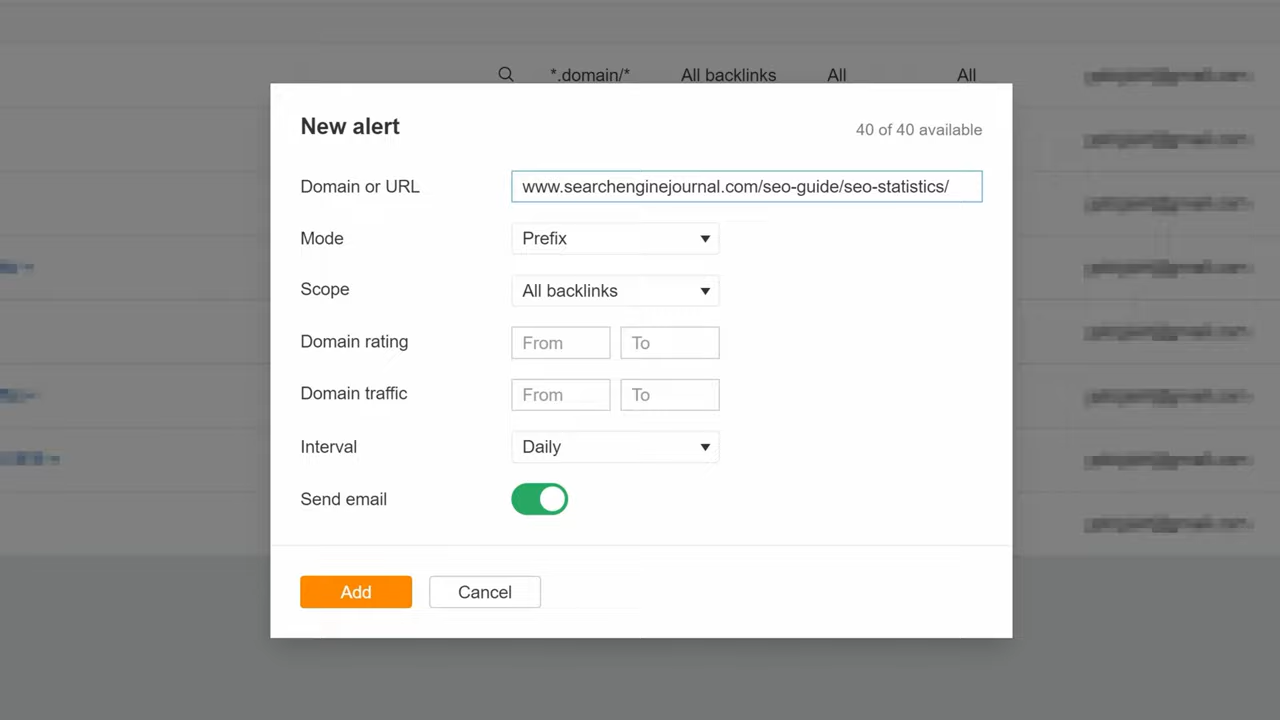 *.domain/* All backlinks All All
New alert 40 of 40 available
Domain or URL www.searchenginejournal.com/seo-guide/seo-statistics/
Mode Prefix
Scope All backlinks
Domain rating From To
Domain traffic From To
Interval Daily
Send email
Add Cancel